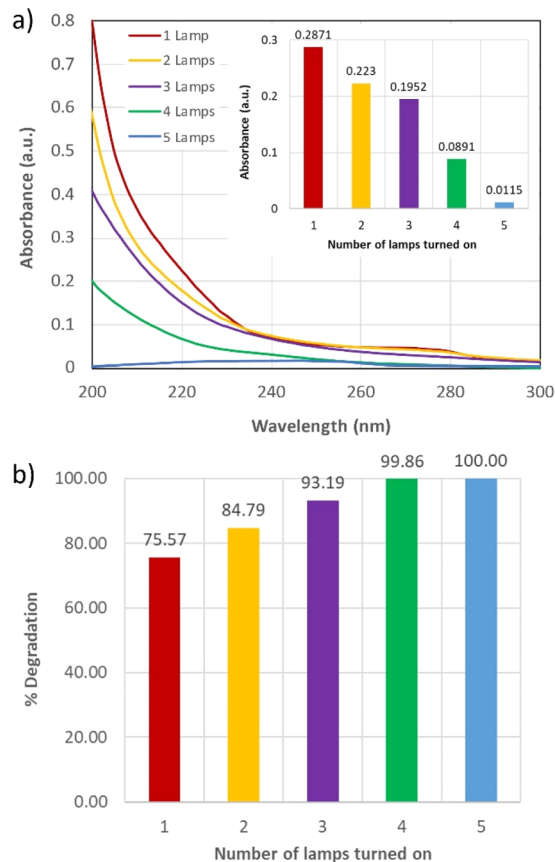 a)
0.8
0.7
0.6
0.5
0.4
0.3
0.2
0.1
0
Absorbance (a.u.)
1 Lamp
2 Lamps
3 Lamps
4 Lamps
5 Lamps
0.3
0.2
0.1
0
Absorbance (a.u.)
0.2871
0.223
0.1952
0.0891
0.0115
1 2 3 4 5
Number of lamps turned on
200 220 240 260 280 300
Wavelength (nm)
b)
100.00
80.00
60.00
40.00
20.00
0.00
% Degradation
75.57
84.79
93.19
99.86
100.00
1 2 3 4 5
Number of lamps turned on